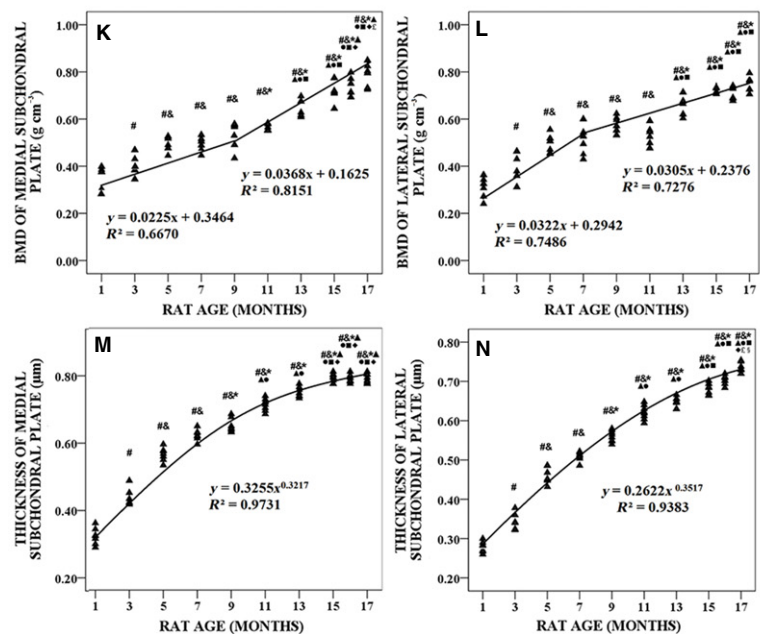 K
BMD OF MEDIAL SUBCHONDRAL
PLATE (g cm⁻³)
1.00
0.80
0.60
0.40
0.20
0.00
#
#&
#&
#&
#&*
#&*
▲●■
#&*
▲●■
#&*▲
●■◆
#&*▲
●■◆£
y = 0.0368x + 0.1625
R² = 0.8151
y = 0.0225x + 0.3464
R² = 0.6670
1 3 5 7 9 11 13 15 17
RAT AGE (MONTHS)
L
BMD OF LATERAL SUBCHONDRAL
PLATE (g cm⁻³)
1.00
0.80
0.60
0.40
0.20
0.00
#
#&
#&
#&
#&
#&*
▲●■
#&*
▲●■
#&*
▲●■
#&*
▲●■
y = 0.0305x + 0.2376
R² = 0.7276
y = 0.0322x + 0.2942
R² = 0.7486
1 3 5 7 9 11 13 15 17
RAT AGE (MONTHS)
M
THICKNESS OF MEDIAL
SUBCHONDRAL PLATE (μm)
0.80
0.60
0.40
0.20
#
#&
#&
#&*
#&*
▲●
#&*
▲●
#&*▲
●■◆
#&*▲
●■◆
#&*▲
●■◆
y = 0.3255x^0.3217
R² = 0.9731
1 3 5 7 9 11 13 15 17
RAT AGE (MONTHS)
N
THICKNESS OF LATERAL
SUBCHONDRAL PLATE (μm)
0.80
0.70
0.60
0.50
0.40
0.30
0.20
#
#&
#&
#&*
#&*
▲●
#&*
▲●
#&*
▲●■
#&*
▲●■
#&*
▲●■
◆£$
y = 0.2622x^0.3517
R² = 0.9383
1 3 5 7 9 11 13 15 17
RAT AGE (MONTHS)